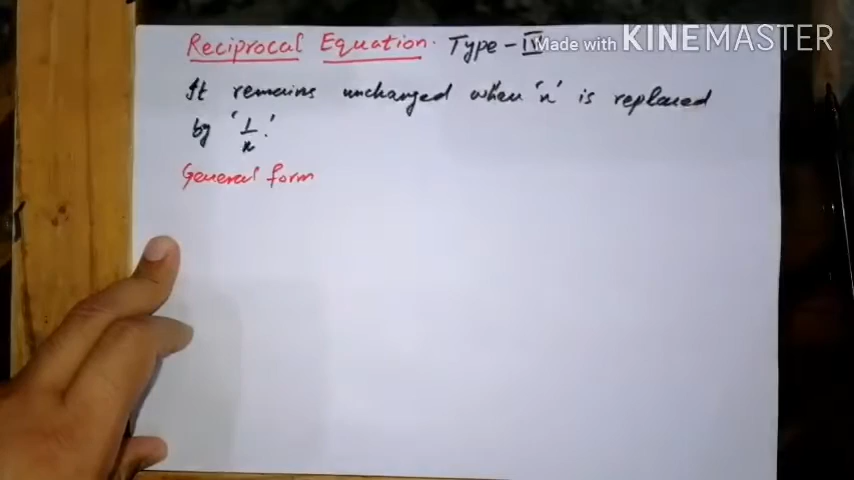 Reciprocal Equation. Type - IV
Made with KINEMASTER
It remains unchanged when 'x' is replaced
by '1/x'.
General form